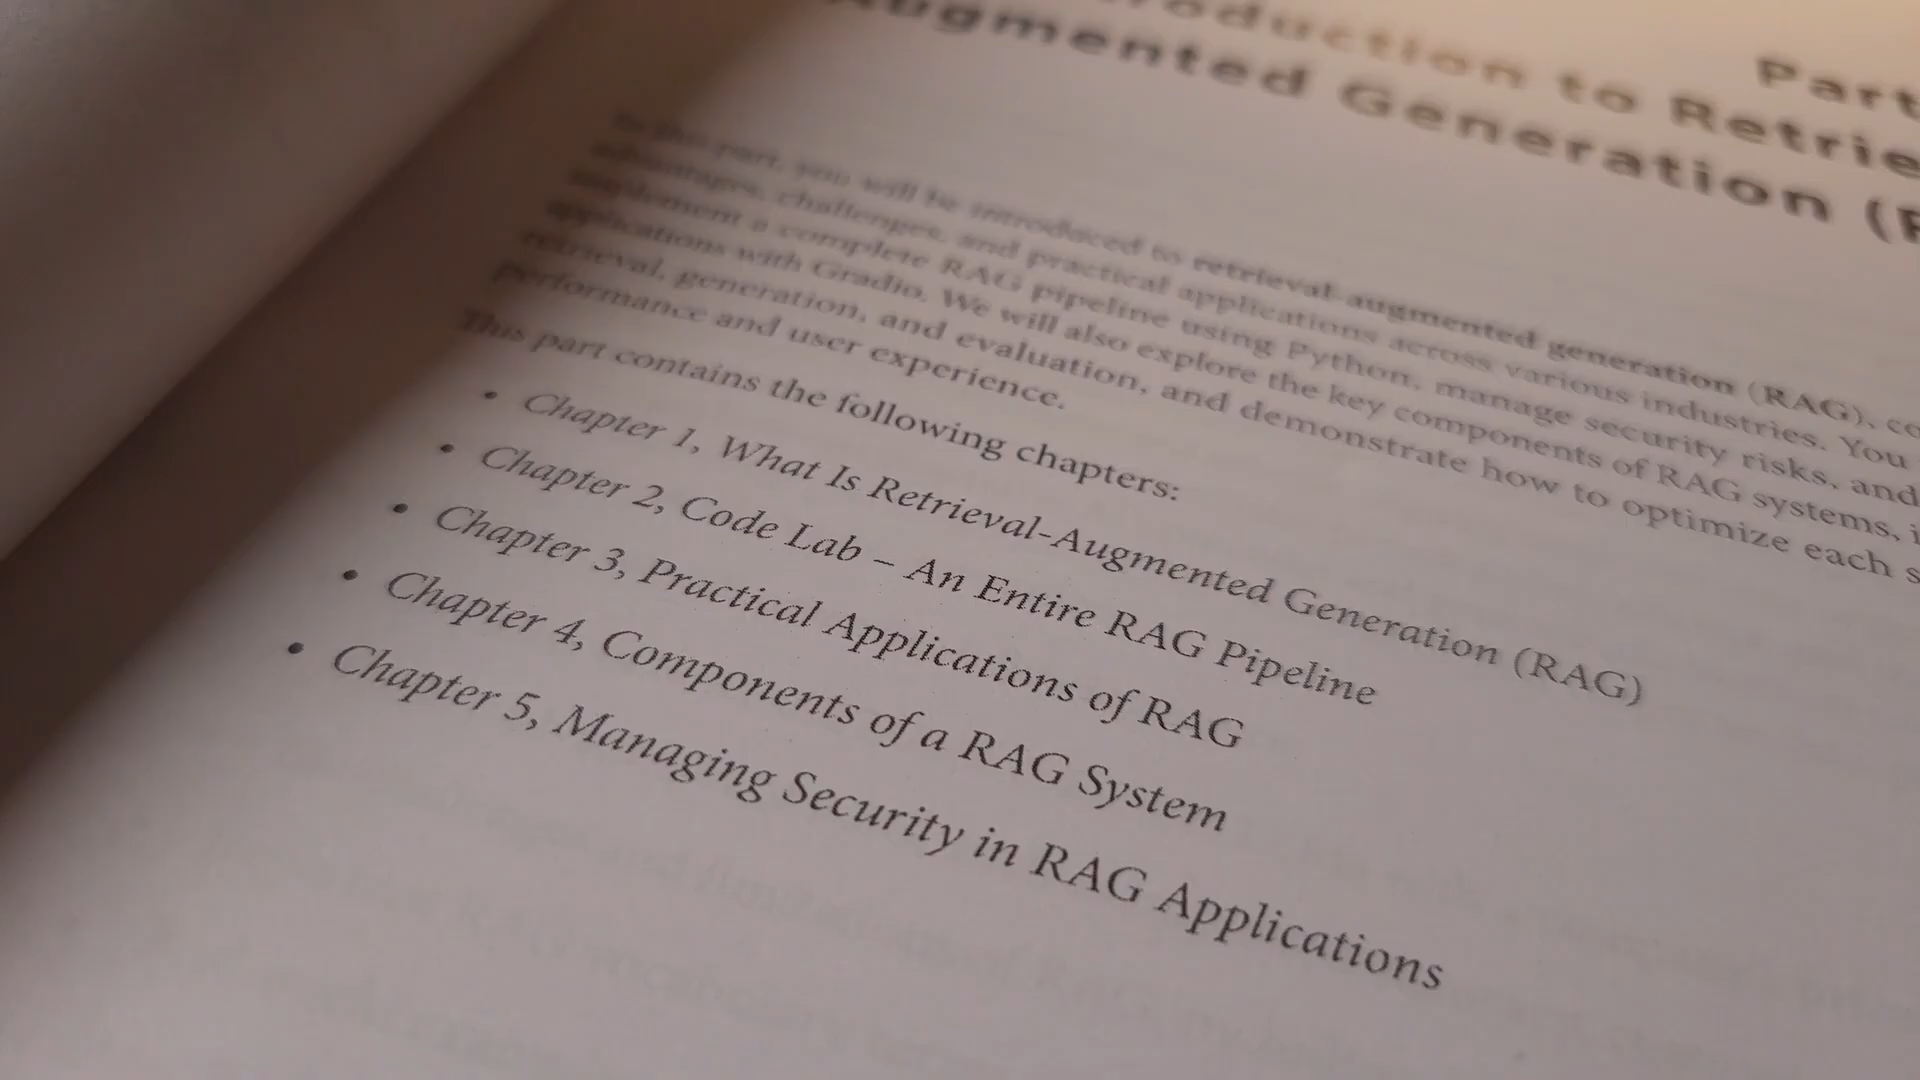 Part
oduction to Retrie
Augmented Generation (R
In this part, you will be introduced to retrieval-augmented generation (RAG), co
advantages, challenges, and practical applications across various industries. You
implement a complete RAG pipeline using Python, manage security risks, and
applications with Gradio. We will also explore the key components of RAG systems, i
retrieval, generation, and evaluation, and demonstrate how to optimize each s
performance and user experience.
This part contains the following chapters:
• Chapter 1, What Is Retrieval-Augmented Generation (RAG)
• Chapter 2, Code Lab – An Entire RAG Pipeline
• Chapter 3, Practical Applications of RAG
• Chapter 4, Components of a RAG System
• Chapter 5, Managing Security in RAG Applications